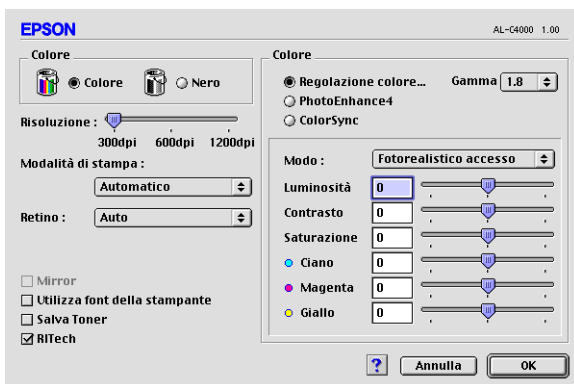 EPSON
AL-C4000 1.00
Colore
Colore
Nero
Risoluzione :
300dpi 600dpi 1200dpi
Modalità di stampa :
Automatico
Retino :
Auto
Mirror
Utilizza font della stampante
Salva Toner
RITech
Colore
Regolazione colore...
Gamma 1.8
PhotoEnhance4
ColorSync
Modo :
Fotorealistico accesso
Luminosità 0
Contrasto 0
Saturazione 0
Ciano 0
Magenta 0
Giallo 0
?
Annulla
OK